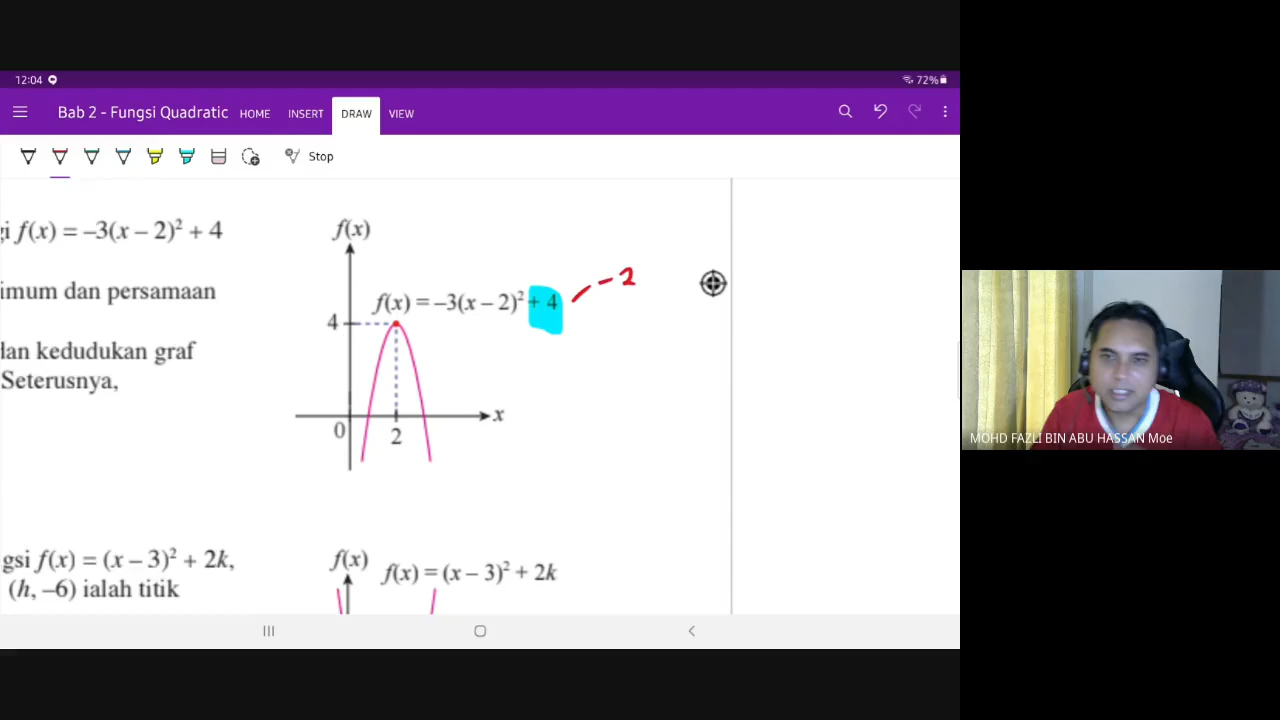 12:04
72%
Bab 2 - Fungsi Quadratic
HOME
INSERT
DRAW
VIEW
Stop
gi f(x) = –3(x – 2)² + 4
imum dan persamaan
dan kedudukan graf
Seterusnya,
f(x)
f(x) = –3(x – 2)² + 4
- 2
4
x
0
2
gsi f(x) = (x – 3)² + 2k,
(h, –6) ialah titik
f(x)
f(x) = (x – 3)² + 2k
MOHD FAZLI BIN ABU HASSAN Moe